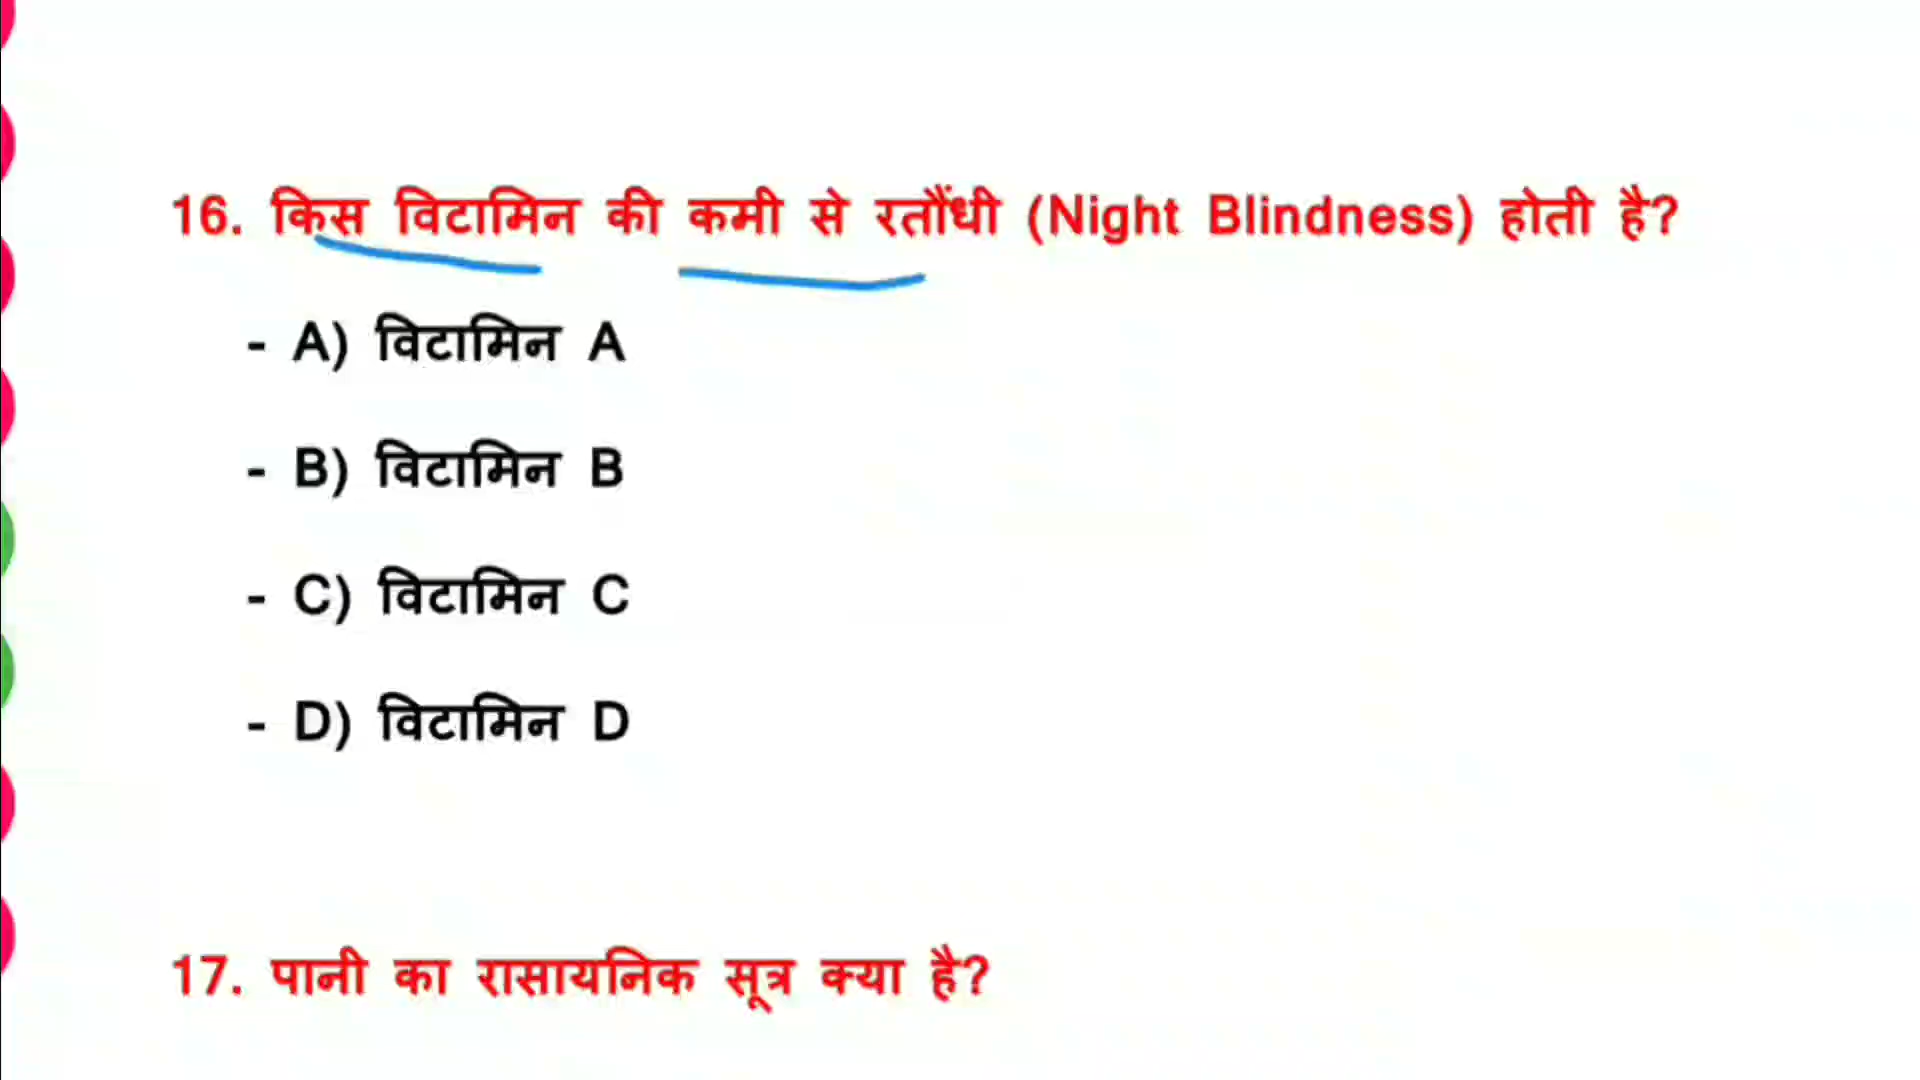 16. किस विटामिन की कमी से रतौंधी (Night Blindness) होती है?
- A) विटामिन A
- B) विटामिन B
- C) विटामिन C
- D) विटामिन D
17. पानी का रासायनिक सूत्र क्या है?